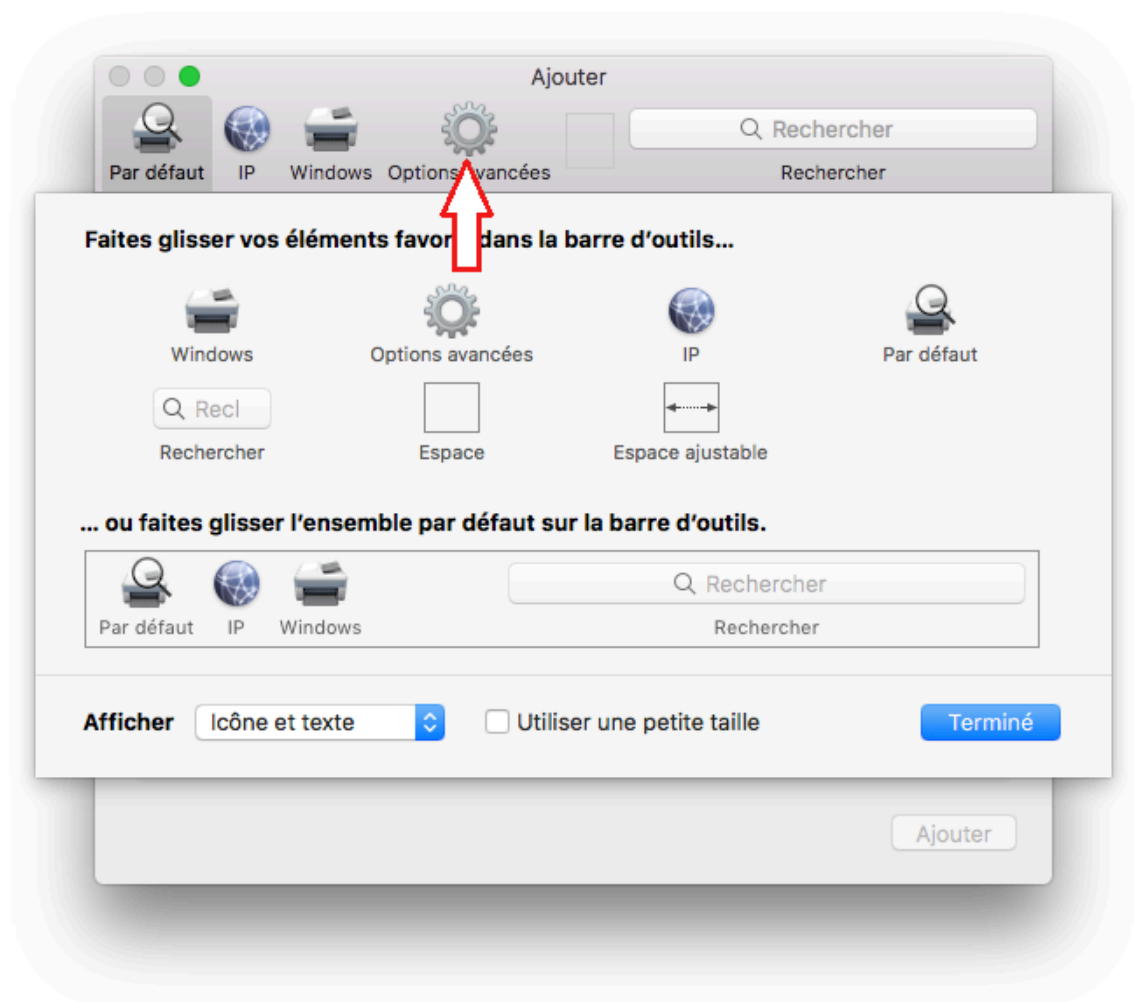 Ajouter
Rechercher
Par défaut IP Windows Options avancées Rechercher
Faites glisser vos éléments favoris dans la barre d'outils...
Windows Options avancées IP Par défaut
Recl
Rechercher Espace Espace ajustable
... ou faites glisser l'ensemble par défaut sur la barre d'outils.
Rechercher
Par défaut IP Windows Rechercher
Afficher Icône et texte Utiliser une petite taille Terminé
Ajouter